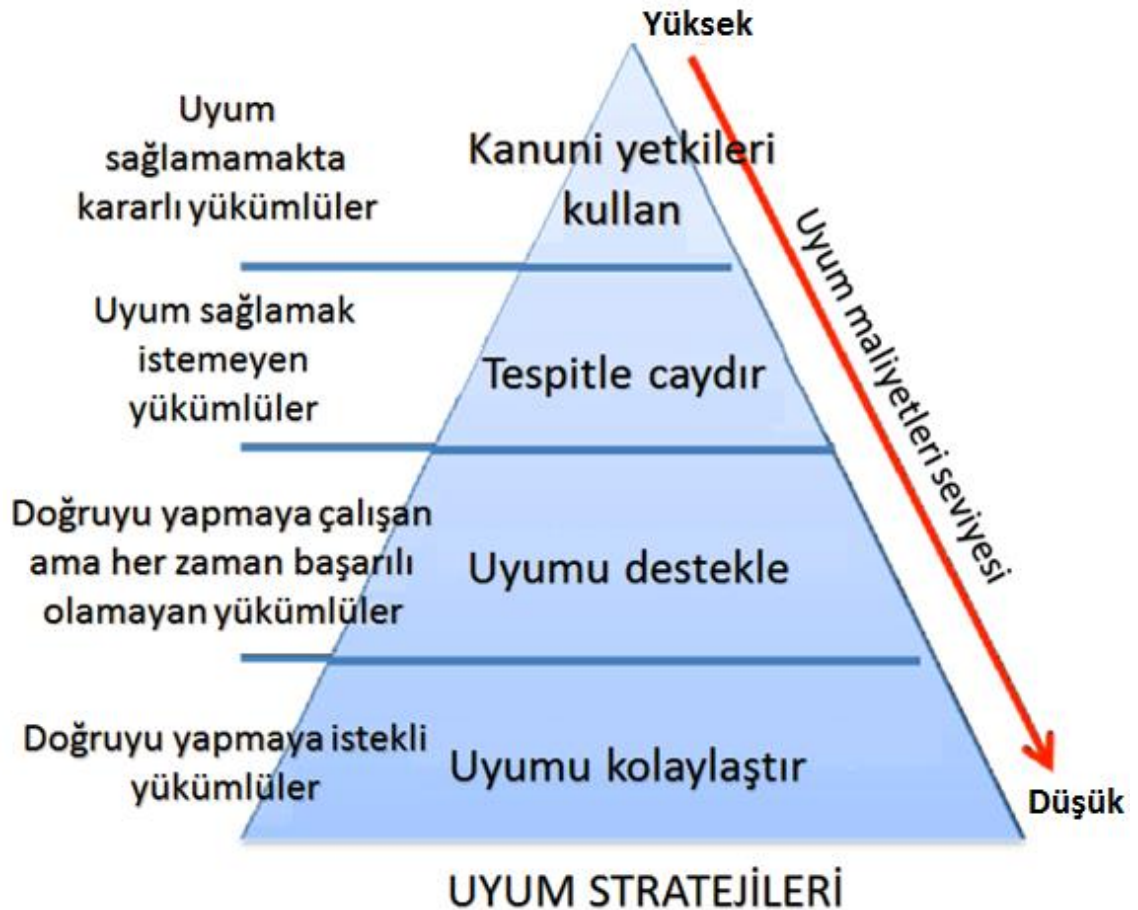 Yüksek
Uyum
sağlamamakta
kararlı yükümlüler
Kanuni yetkileri
kullan
Uyum sağlamak
istemeyen
yükümlüler
Tespitle caydır
Doğruyu yapmaya çalışan
ama her zaman başarılı
olamayan yükümlüler
Uyumu destekle
Doğruyu yapmaya istekli
yükümlüler
Uyumu kolaylaştır
Uyum maliyetleri seviyesi
Düşük
UYUM STRATEJİLERİ